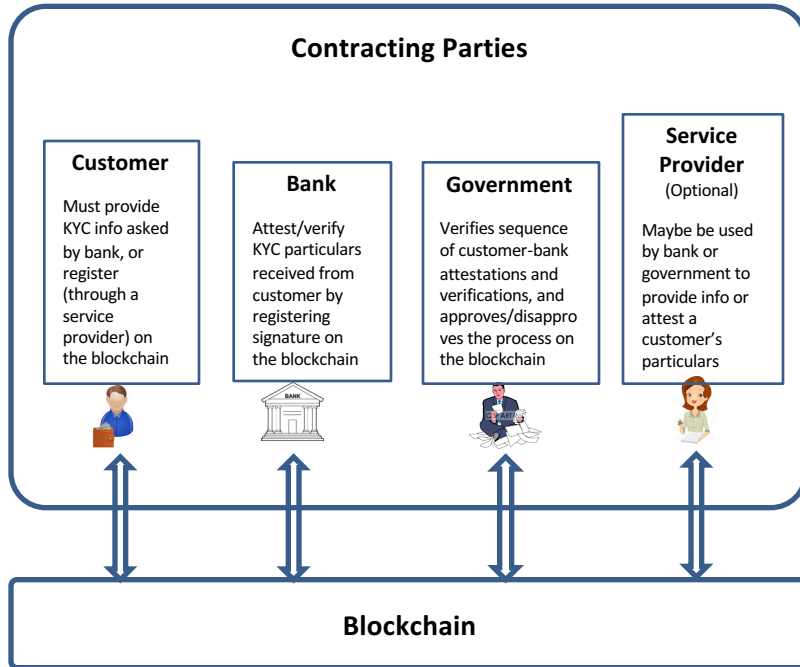 Contracting Parties
Customer
Must provide
KYC info asked
by bank, or
register
(through a
service
provider) on
the blockchain
Bank
Attest/verify
KYC particulars
received from
customer by
registering
signature on
the blockchain
Government
Verifies sequence
of customer-bank
attestations and
verifications, and
approves/disappro
ves the process on
the blockchain
Service
Provider
(Optional)
Maybe be used
by bank or
government to
provide info or
attest a
customer’s
particulars
BANK
Blockchain